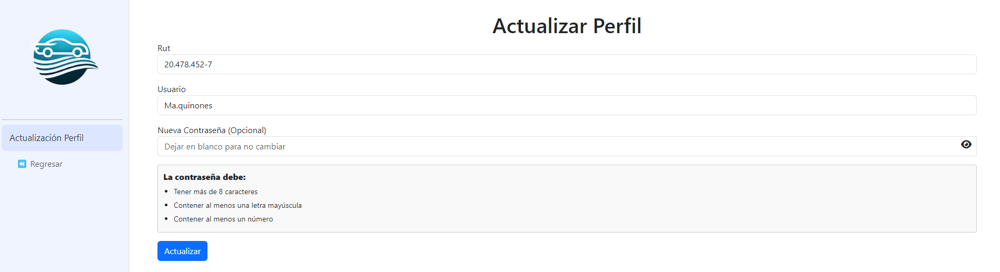 Actualizar Perfil
Rut
20.478.452-7
Usuario
Ma.quinones
Actualización Perfil
Nueva Contraseña (Opcional)
Dejar en blanco para no cambiar
Regresar
La contraseña debe:
Tener más de 8 caracteres
Contener al menos una letra mayúscula
Contener al menos un número
Actualizar